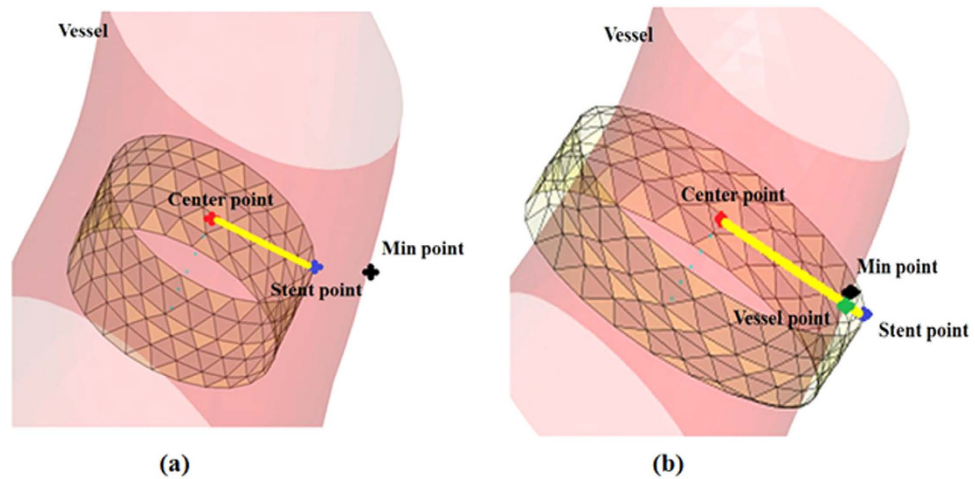 Vessel
Center point
Min point
Stent point
(a)
Vessel
Center point
Min point
Vessel point
Stent point
(b)